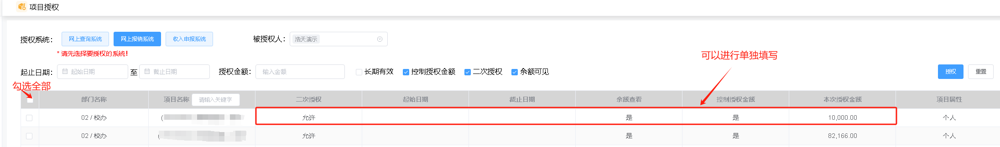 项目授权
授权系统： 网上查询系统 网上报销系统 收入申报系统 被授权人： 浩天演示
* 请先选择要授权的系统！
可以进行单独填写
起止日期： 起始日期 至 截止日期 授权金额： 输入金额 长期有效 控制授权金额 二次授权 余额可见 授权 重置
勾选全部
部门名称 项目名称 请输入关键字 二次授权 起始日期 截止日期 余额查看 控制授权金额 本次授权金额 项目属性
02 / 校办 ( 允许 是 是 10,000.00 个人
02 / 校办 ( 允许 是 是 82,166.00 个人